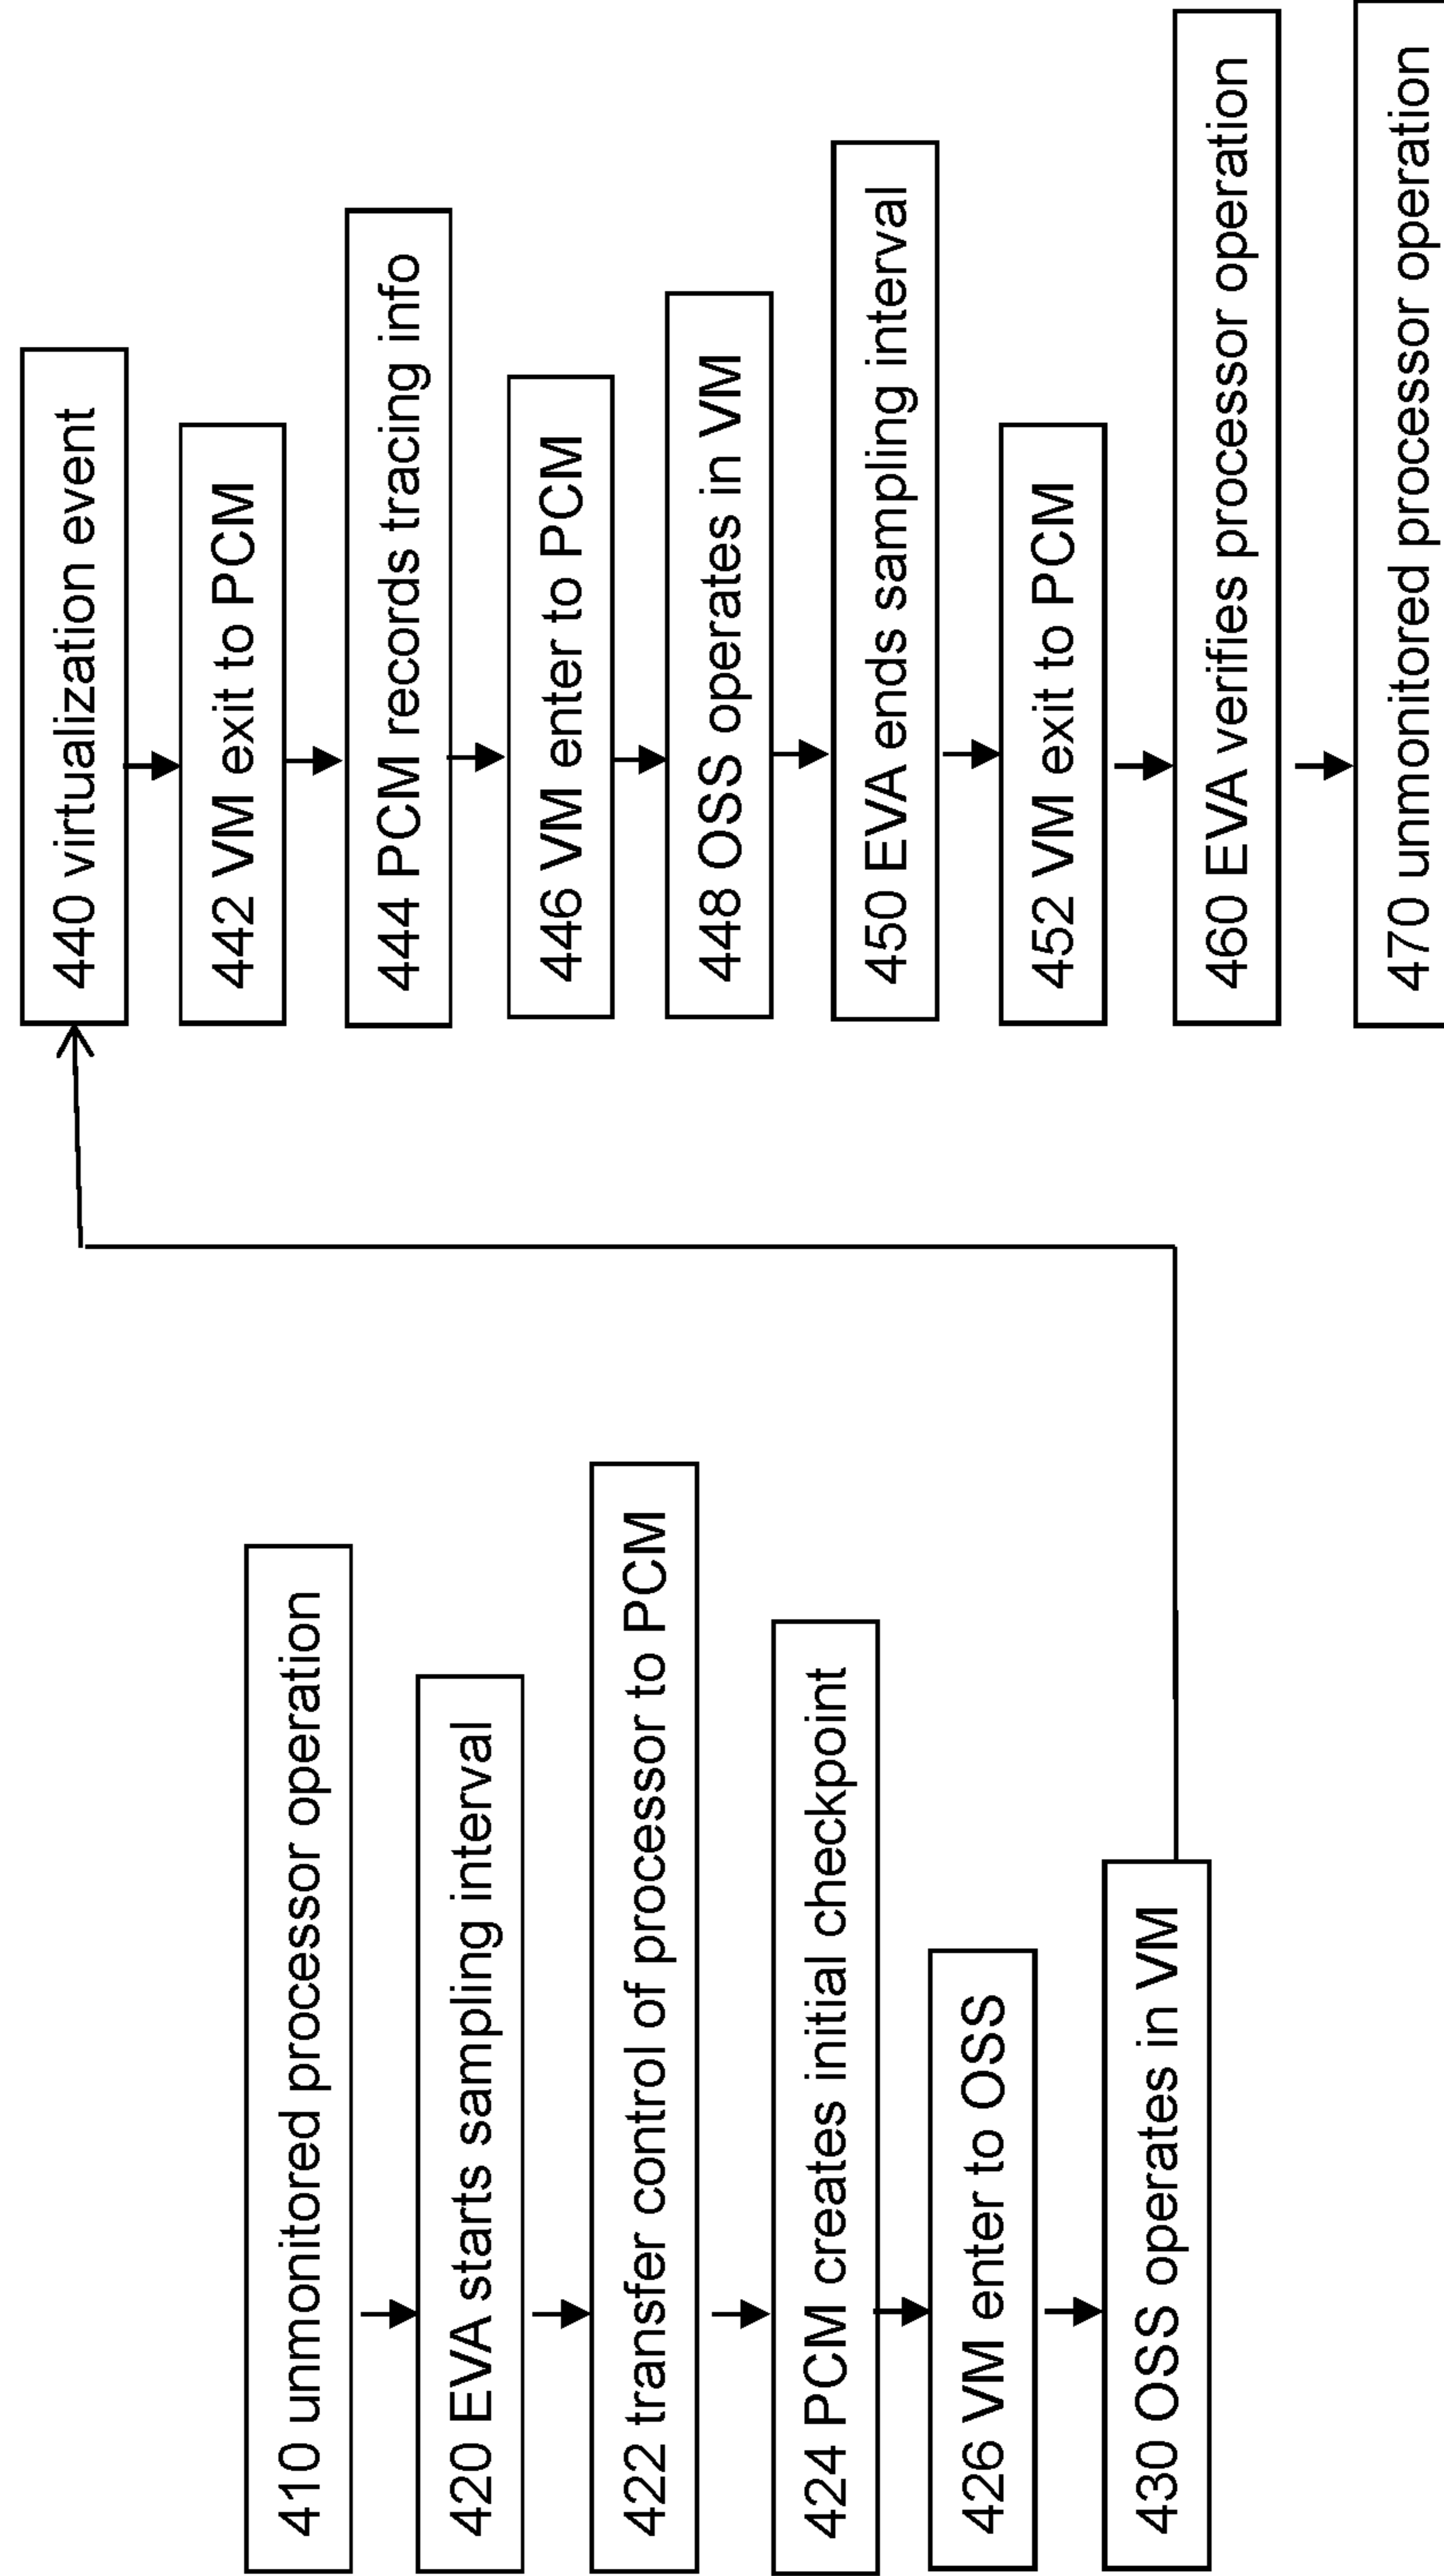 410 unmonitored processor operation
420 EVA starts sampling interval
422 transfer control of processor to PCM
424 PCM creates initial checkpoint
426 VM enter to OSS
430 OSS operates in VM
440 virtualization event
442 VM exit to PCM
444 PCM records tracing info
446 VM enter to PCM
448 OSS operates in VM
450 EVA ends sampling interval
452 VM exit to PCM
460 EVA verifies processor operation
470 unmonitored processor operation